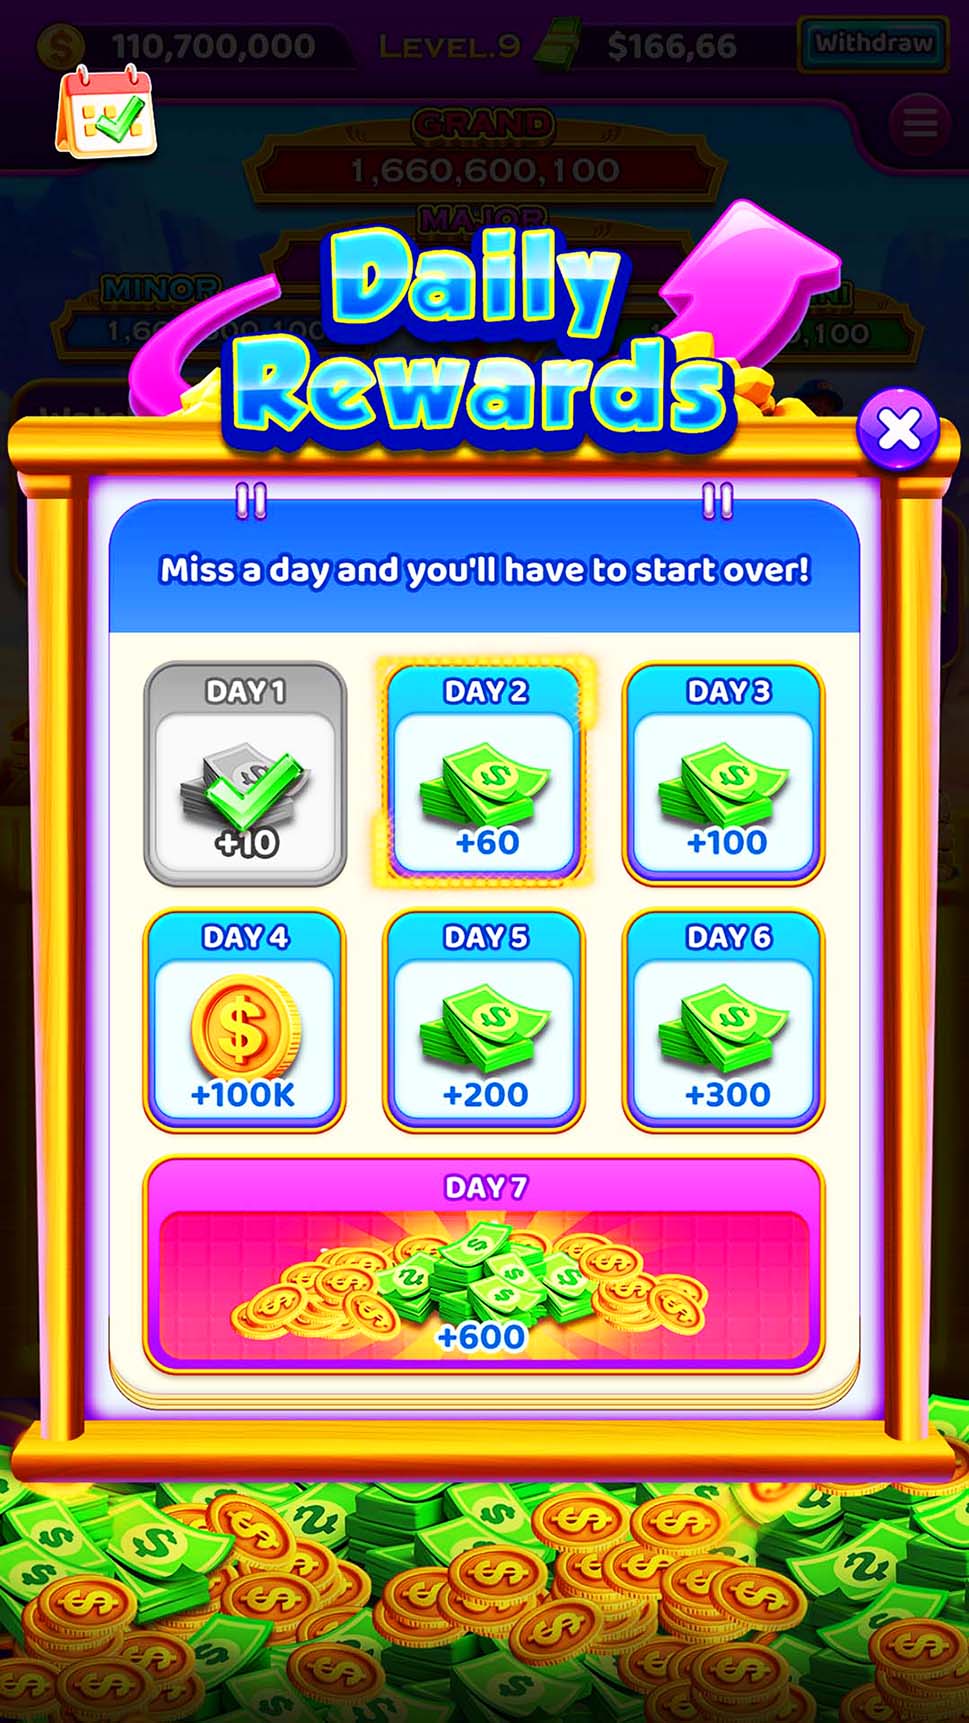 110,700,000 LEVEL.9 $166,66 Withdraw
GRAND
1,660,600,100
MAJOR
MINOR
Daily
Rewards
Miss a day and you'll have to start over!
DAY 1 DAY 2 DAY 3
+10 +60 +100
DAY 4 DAY 5 DAY 6
+100K +200 +300
DAY 7
+600